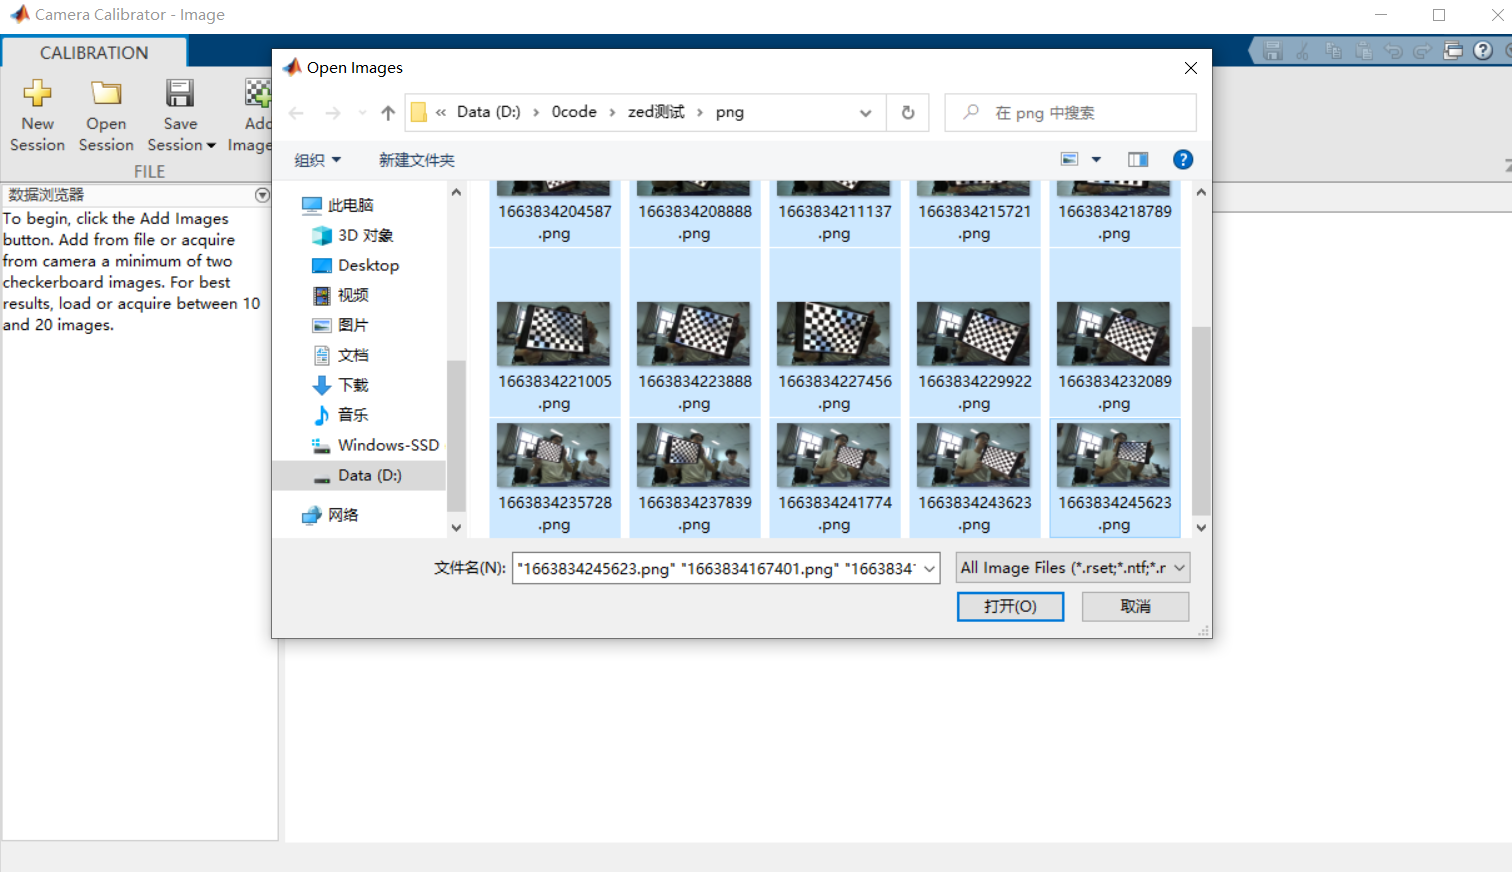 Camera Calibrator - Image
CALIBRATION
New
Session
Open
Session
Save
Session
Add
Image
FILE
数据浏览器
To begin, click the Add Images
button. Add from file or acquire
from camera a minimum of two
checkerboard images. For best
results, load or acquire between 10
and 20 images.
Open Images
« Data (D:) › 0code › zed测试 › png
在 png 中搜索
组织
新建文件夹
此电脑
3D 对象
Desktop
视频
图片
文档
下载
音乐
Windows-SSD
Data (D:)
网络
1663834204587
.png
1663834208888
.png
1663834211137
.png
1663834215721
.png
1663834218789
.png
1663834221005
.png
1663834223888
.png
1663834227456
.png
1663834229922
.png
1663834232089
.png
1663834235728
.png
1663834237839
.png
1663834241774
.png
1663834243623
.png
1663834245623
.png
文件名(N):
"1663834245623.png" "1663834167401.png" "1663834
All Image Files (*.rset;*.ntf;*.r
打开(O)
取消